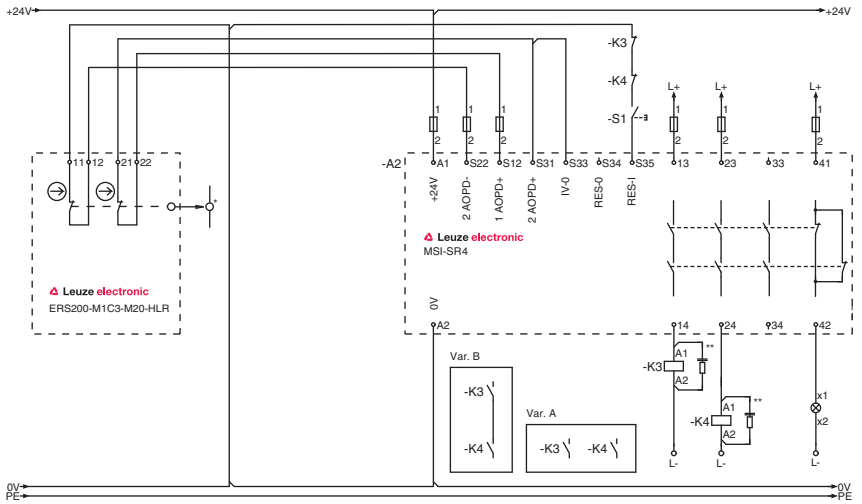 +24V +24V
-K3
-K4
L+ L+ L+
-S1
1 1 1 1 1 1
2 2 2 2 2 2
11 12 21 22
-A2 A1 S22 S12 S31 S33 S34 S35 13 23 33 41
+24V
2 AOPD-
1 AOPD+
2 AOPD+
IV-0
RES-0
RES-I
*
Leuze electronic
MSI-SR4
Leuze electronic
ERS200-M1C3-M20-HLR
0V
A2 14 24 34 42
Var. B
-K3
-K4
Var. A
-K3 -K4
A1 **
-K3
A2
A1 **
-K4
A2
x1
x2
L- L- L-
0V 0V
PE PE